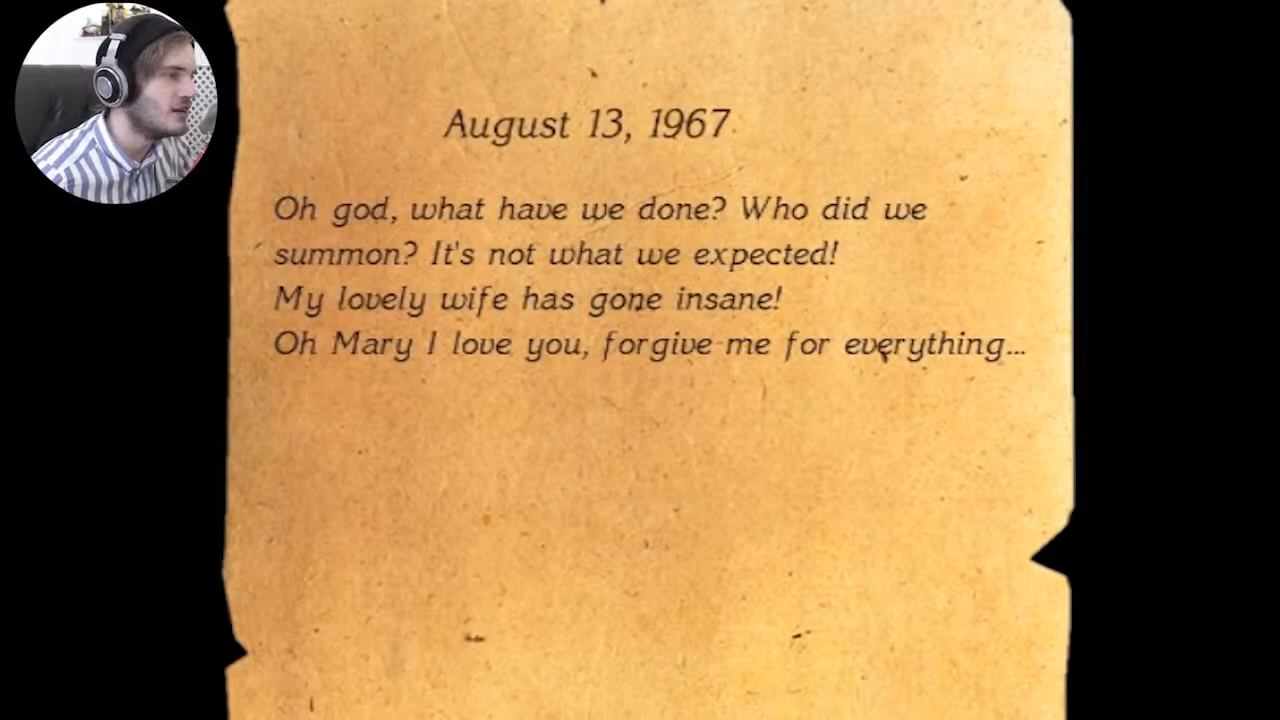 August 13, 1967
Oh god, what have we done? Who did we
summon? It's not what we expected!
My lovely wife has gone insane!
Oh Mary I love you, forgive me for everything...